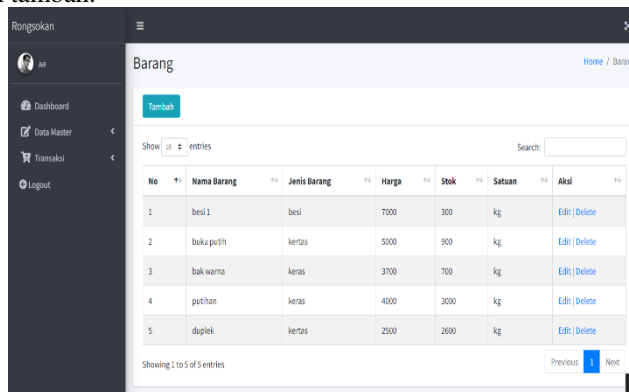 tambah.
Rongsokan
aa
Dashboard
Data Master
Transaksi
Logout
Barang
Home / Baran
Tambah
Show 10 entries
Search:
No Nama Barang Jenis Barang Harga Stok Satuan Aksi
1 besi 1 besi 7000 300 kg Edit | Delete
2 buku putih kertas 5000 900 kg Edit | Delete
3 bak warna keras 3700 700 kg Edit | Delete
4 putihan keras 4000 3000 kg Edit | Delete
5 duplek kertas 2500 2600 kg Edit | Delete
Showing 1 to 5 of 5 entries
Previous 1 Next